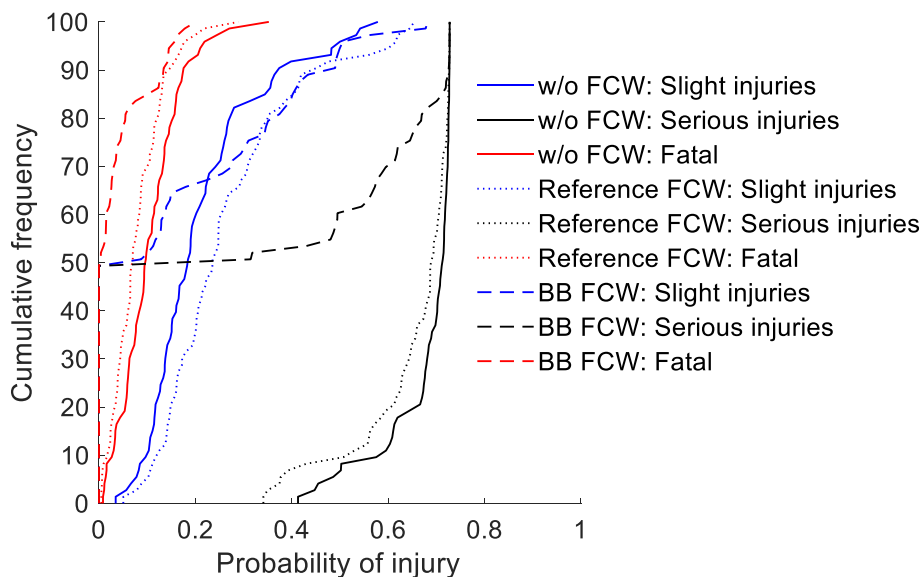 100
90
80
70
60
50
40
30
20
10
0
Cumulative frequency
0
0.2
0.4
0.6
0.8
1
Probability of injury
w/o FCW: Slight injuries
w/o FCW: Serious injuries
w/o FCW: Fatal
Reference FCW: Slight injuries
Reference FCW: Serious injuries
Reference FCW: Fatal
BB FCW: Slight injuries
BB FCW: Serious injuries
BB FCW: Fatal